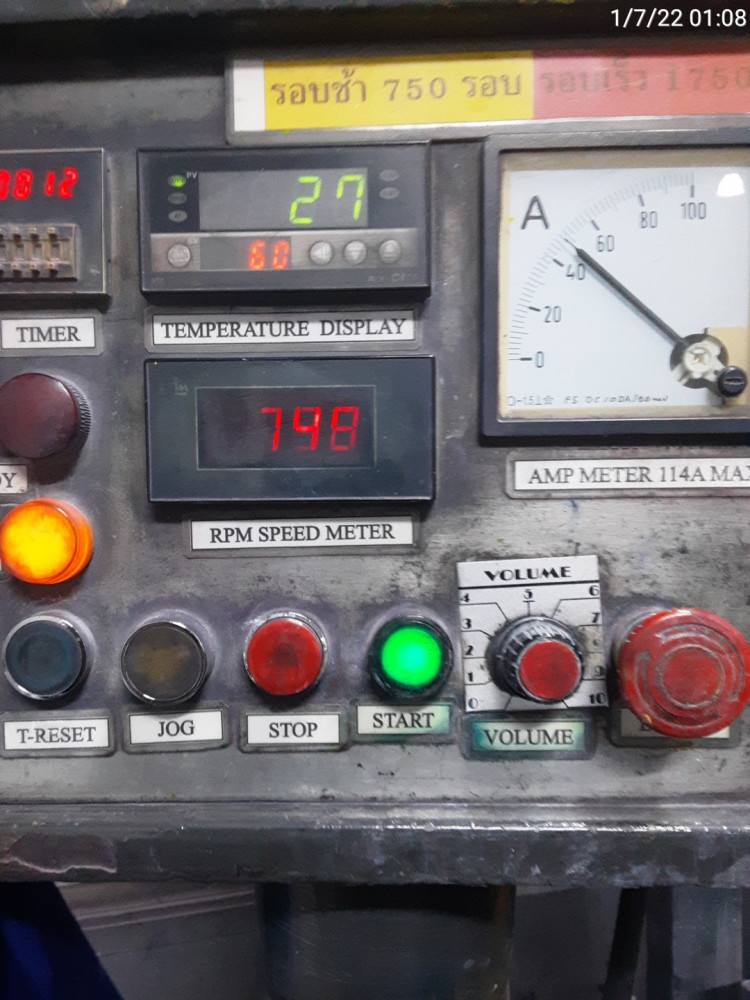 1/7/22 01:08
รอบช้า 750 รอบ รอบเร็ว 1750
0812
PV
27
60
A
0
20
40
60
80
100
TIMER
TEMPERATURE DISPLAY
798
AMP METER 114A MAX
RPM SPEED METER
VOLUME
0
1
2
3
4
5
6
7
9
10
T-RESET
JOG
STOP
START
VOLUME